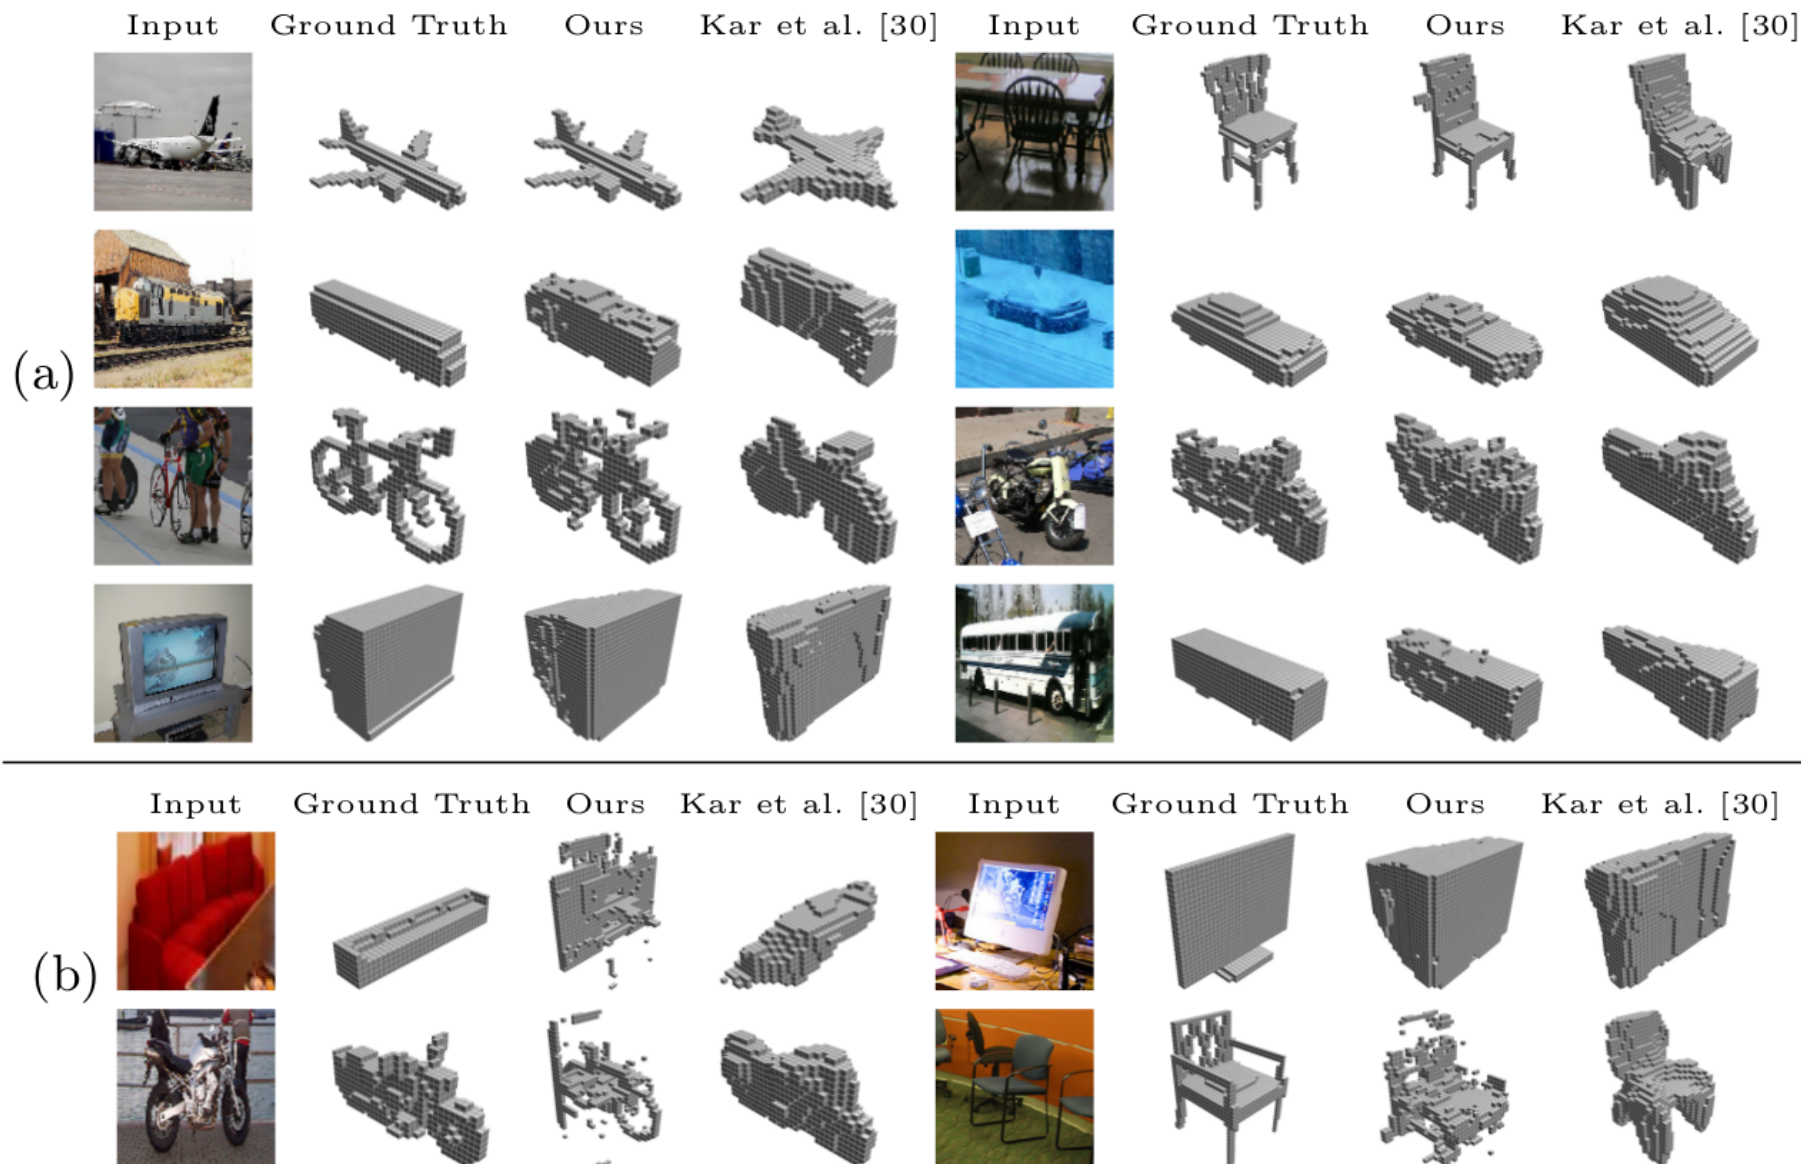 Input Ground Truth Ours Kar et al. [30] Input Ground Truth Ours Kar et al. [30]
(a)
Input Ground Truth Ours Kar et al. [30] Input Ground Truth Ours Kar et al. [30]
(b)